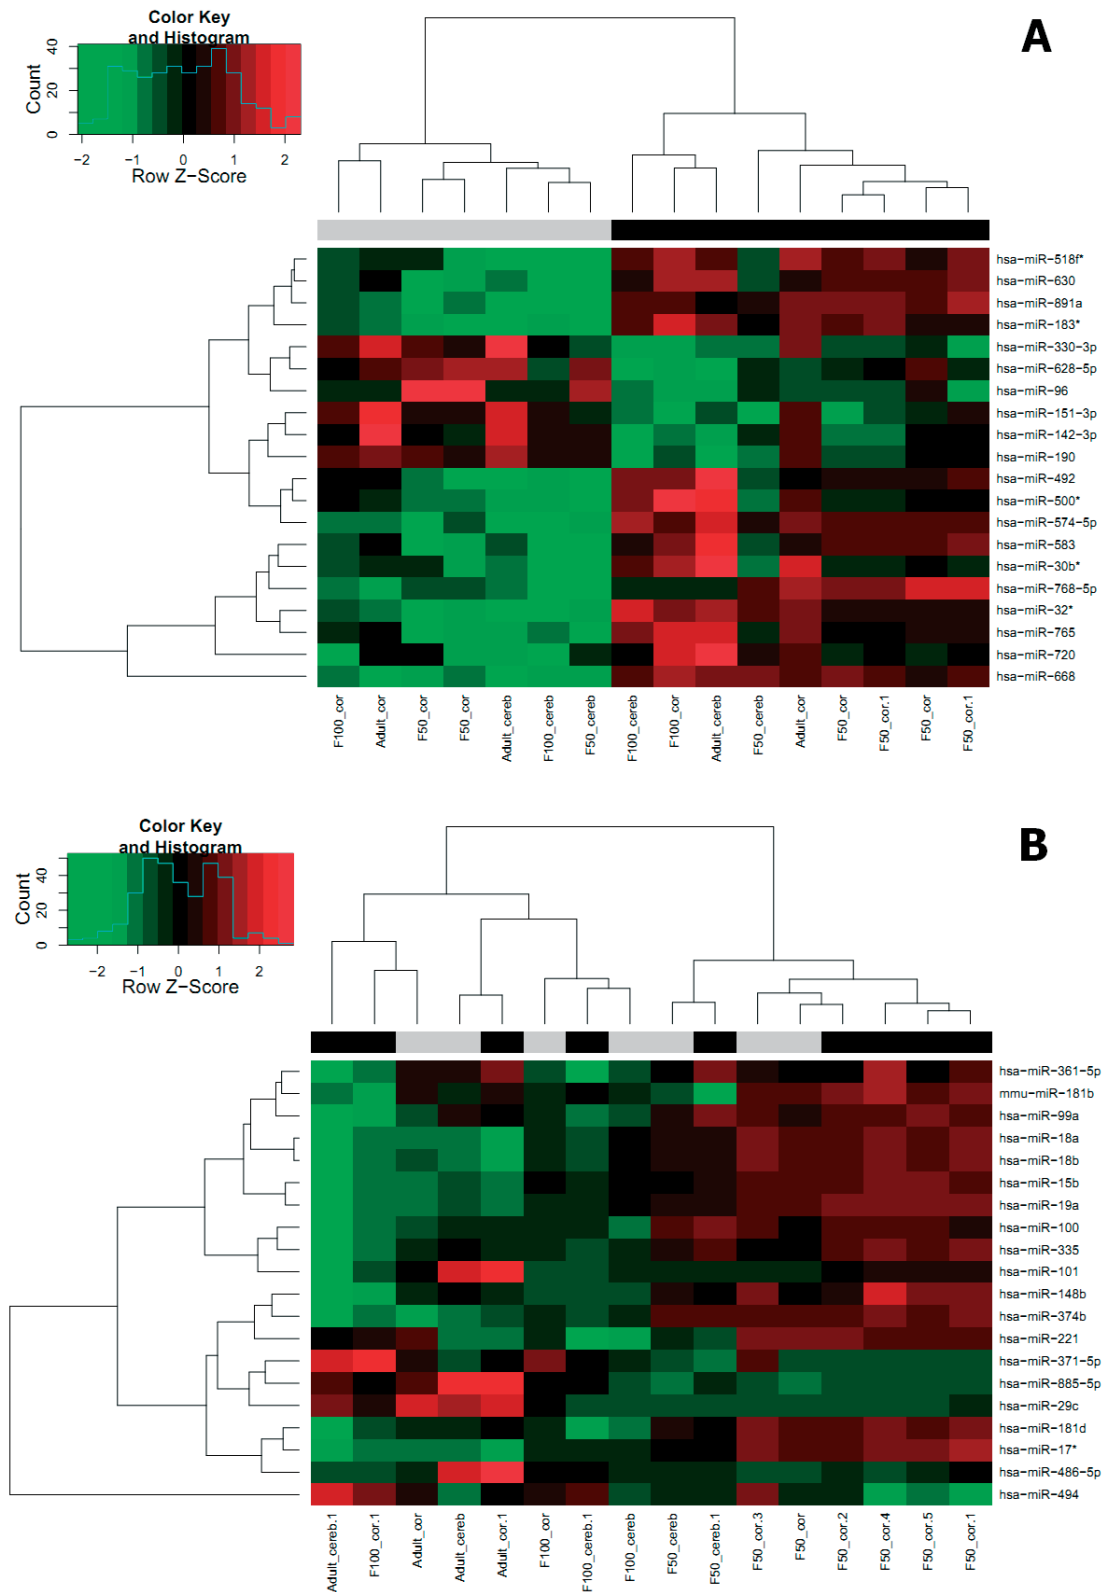 Color Key
and Histogram
A
Count
0 20 40
−2 −1 0 1 2
Row Z−Score
hsa−miR−518f*
hsa−miR−630
hsa−miR−891a
hsa−miR−183*
hsa−miR−330−3p
hsa−miR−628−5p
hsa−miR−96
hsa−miR−151−3p
hsa−miR−142−3p
hsa−miR−190
hsa−miR−492
hsa−miR−500*
hsa−miR−574−5p
hsa−miR−583
hsa−miR−30b*
hsa−miR−768−5p
hsa−miR−32*
hsa−miR−765
hsa−miR−720
hsa−miR−668
F100_cor
Adult_cor
F50_cor
F50_cor
Adult_cereb
F100_cereb
F50_cereb
F100_cereb
F100_cor
Adult_cereb
F50_cereb
Adult_cor
F50_cor
F50_cor.1
F50_cor
F50_cor.1
Color Key
and Histogram
B
Count
0 20 40
−2 −1 0 1 2
Row Z−Score
hsa−miR−361−5p
mmu−miR−181b
hsa−miR−99a
hsa−miR−18a
hsa−miR−18b
hsa−miR−15b
hsa−miR−19a
hsa−miR−100
hsa−miR−335
hsa−miR−101
hsa−miR−148b
hsa−miR−374b
hsa−miR−221
hsa−miR−371−5p
hsa−miR−885−5p
hsa−miR−29c
hsa−miR−181d
hsa−miR−17*
hsa−miR−486−5p
hsa−miR−494
Adult_cereb.1
F100_cor.1
Adult_cor
Adult_cereb
Adult_cor.1
F100_cor
F100_cereb.1
F100_cereb
F50_cereb
F50_cereb.1
F50_cor.3
F50_cor
F50_cor.2
F50_cor.4
F50_cor.5
F50_cor.1